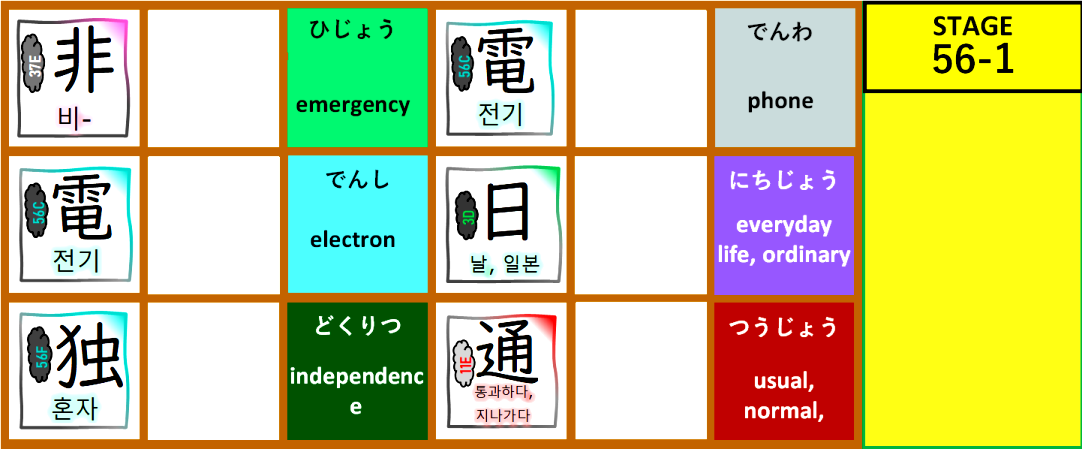 37E
非
비-
ひじょう
emergency
56C
電
전기
でんわ
phone
STAGE
56-1
56C
電
전기
でんし
electron
3D
日
날, 일본
にちじょう
everyday
life, ordinary
56F
独
혼자
どくりつ
independenc
e
11E
通
통과하다,
지나가다
つうじょう
usual,
normal,